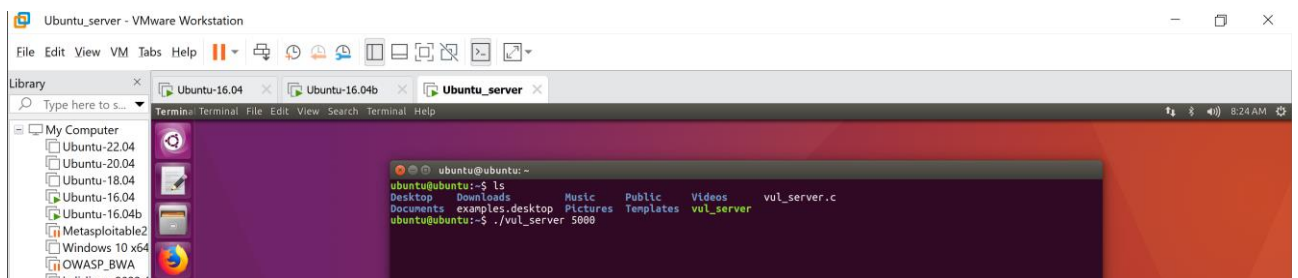 Ubuntu_server - VMware Workstation
File Edit View VM Tabs Help
Library
Type here to s...
Ubuntu-16.04
Ubuntu-16.04b
Ubuntu_server
Terminal Terminal File Edit View Search Terminal Help
8:24 AM
My Computer
Ubuntu-22.04
Ubuntu-20.04
Ubuntu-18.04
Ubuntu-16.04
Ubuntu-16.04b
Metasploitable2
Windows 10 x64
OWASP_BWA
ubuntu@ubuntu: ~
ubuntu@ubuntu:~$ ls
Desktop Downloads Music Public Videos vul_server.c
Documents examples.desktop Pictures Templates vul_server
ubuntu@ubuntu:~$ ./vul_server 5000